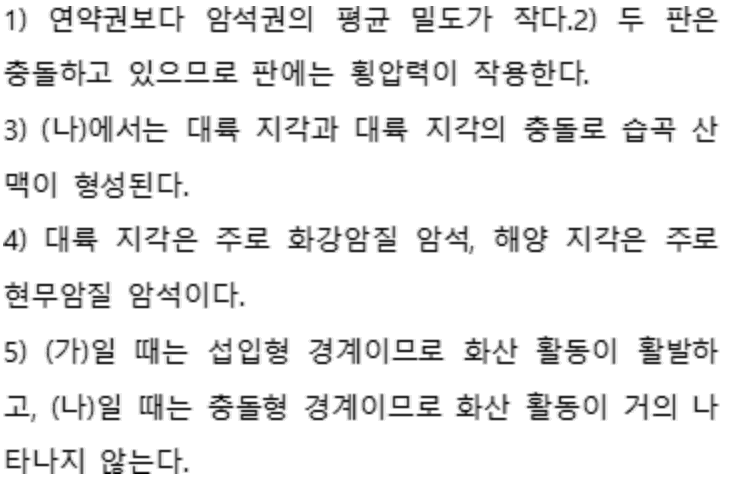 1) 연약권보다 암석권의 평균 밀도가 작다.2) 두 판은
충돌하고 있으므로 판에는 횡압력이 작용한다.
3) (나)에서는 대륙 지각과 대륙 지각의 충돌로 습곡 산
맥이 형성된다.
4) 대륙 지각은 주로 화강암질 암석, 해양 지각은 주로
현무암질 암석이다.
5) (가)일 때는 섭입형 경계이므로 화산 활동이 활발하
고, (나)일 때는 충돌형 경계이므로 화산 활동이 거의 나
타나지 않는다.